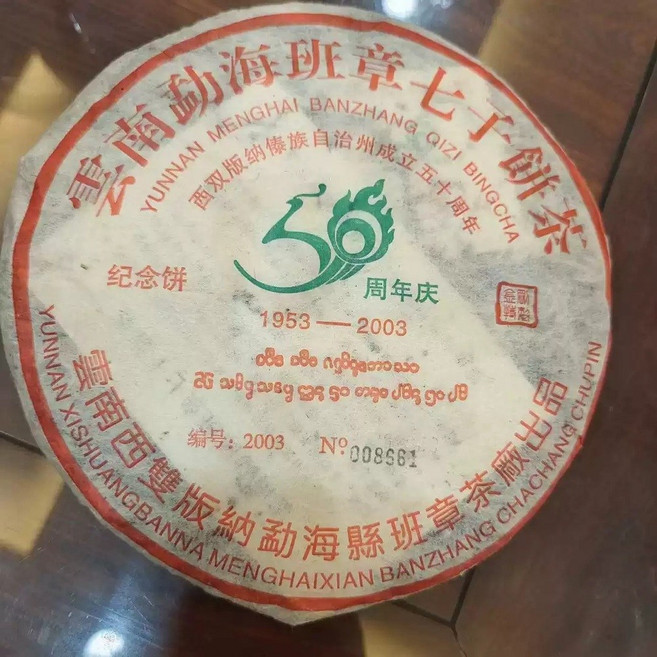 雲南勐海班章七子餅茶
YUNNAN MENGHAI BANZHANG QIZI BINGCHA
西双版纳傣族自治州成立五十周年
50
纪念饼
周年庆
1953—2003
编号: 2003 Nº 008661
雲南西雙版納勐海縣班章茶廠出品
YUNNAN XISHUANGBANNA MENGHAIXIAN BANZHANG CHACHANG CHUPIN